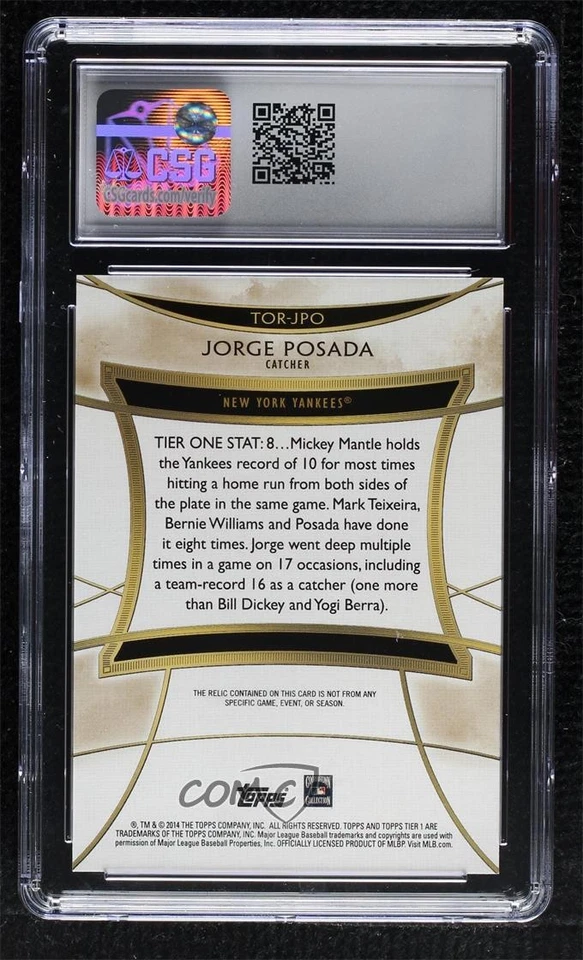 CSG
CSGcards.com/verify
TOR-JPO
JORGE POSADA
CATCHER
NEW YORK YANKEES®
TIER ONE STAT: 8...Mickey Mantle holds
the Yankees record of 10 for most times
hitting a home run from both sides of
the plate in the same game. Mark Teixeira,
Bernie Williams and Posada have done
it eight times. Jorge went deep multiple
times in a game on 17 occasions, including
a team-record 16 as a catcher (one more
than Bill Dickey and Yogi Berra).
THE RELIC CONTAINED ON THIS CARD IS NOT FROM ANY
SPECIFIC GAME, EVENT, OR SEASON.
COMC
Topps
COLLECTION
®, TM & © 2014 THE TOPPS COMPANY, INC. ALL RIGHTS RESERVED. TOPPS AND TOPPS TIER 1 ARE
TRADEMARKS OF THE TOPPS COMPANY, INC. Major League Baseball trademarks and copyrights are used with
permission of Major League Baseball Properties, Inc. OFFICIALLY LICENSED PRODUCT OF MLBP. Visit MLB.com.